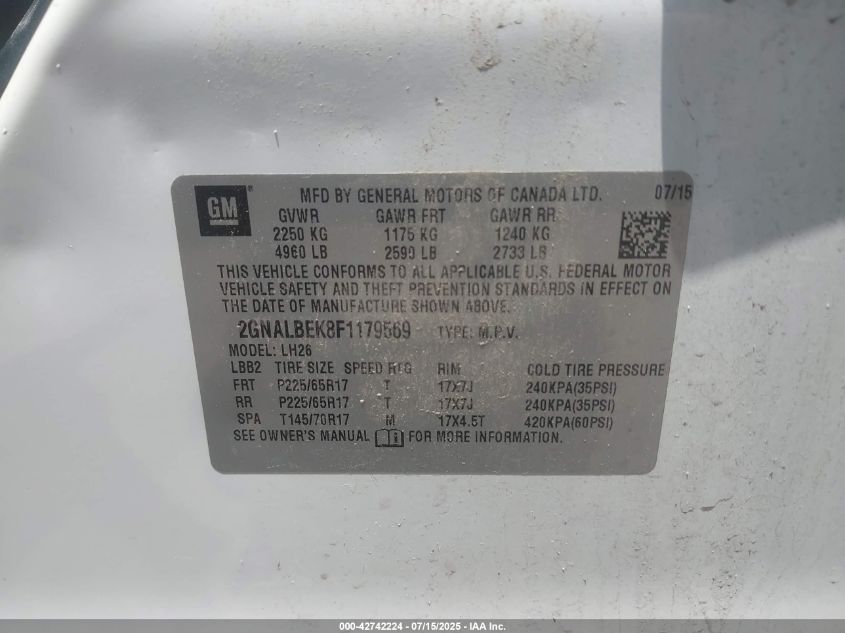 GM ® MFD BY GENERAL MOTORS OF CANADA LTD. 07/15
GVWR GAWR FRT GAWR RR
2250 KG 1175 KG 1240 KG
4960 LB 2590 LB 2733 LB
THIS VEHICLE CONFORMS TO ALL APPLICABLE U.S. FEDERAL MOTOR
VEHICLE SAFETY AND THEFT PREVENTION STANDARDS IN EFFECT ON
THE DATE OF MANUFACTURE SHOWN ABOVE.
2GNALBEK8F1179569 TYPE: M.P.V.
MODEL: LH26
LBB2 TIRE SIZE SPEED RTG RIM COLD TIRE PRESSURE
FRT P225/65R17 T 17X7J 240KPA(35PSI)
RR P225/65R17 T 17X7J 240KPA(35PSI)
SPA T145/70R17 M 17X4.5T 420KPA(60PSI)
SEE OWNER'S MANUAL FOR MORE INFORMATION.
000-42742224 - 07/15/2025 - IAA Inc.